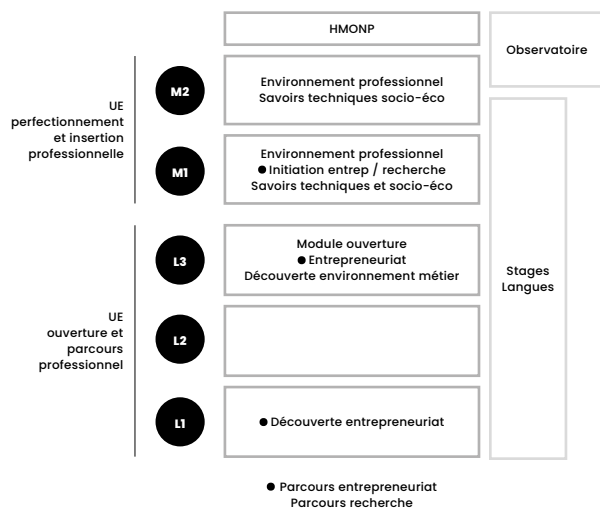 HMONP
Observatoire
UE
perfectionnement
et insertion
professionnelle
M2
Environnement professionnel
Savoirs techniques socio-éco
M1
Environnement professionnel
● Initiation entrep / recherche
Savoirs techniques et socio-éco
Stages
Langues
UE
ouverture et
parcours
professionnel
L3
Module ouverture
● Entrepreneuriat
Découverte environnement métier
L2
L1
● Découverte entrepreneuriat
● Parcours entrepreneuriat
Parcours recherche